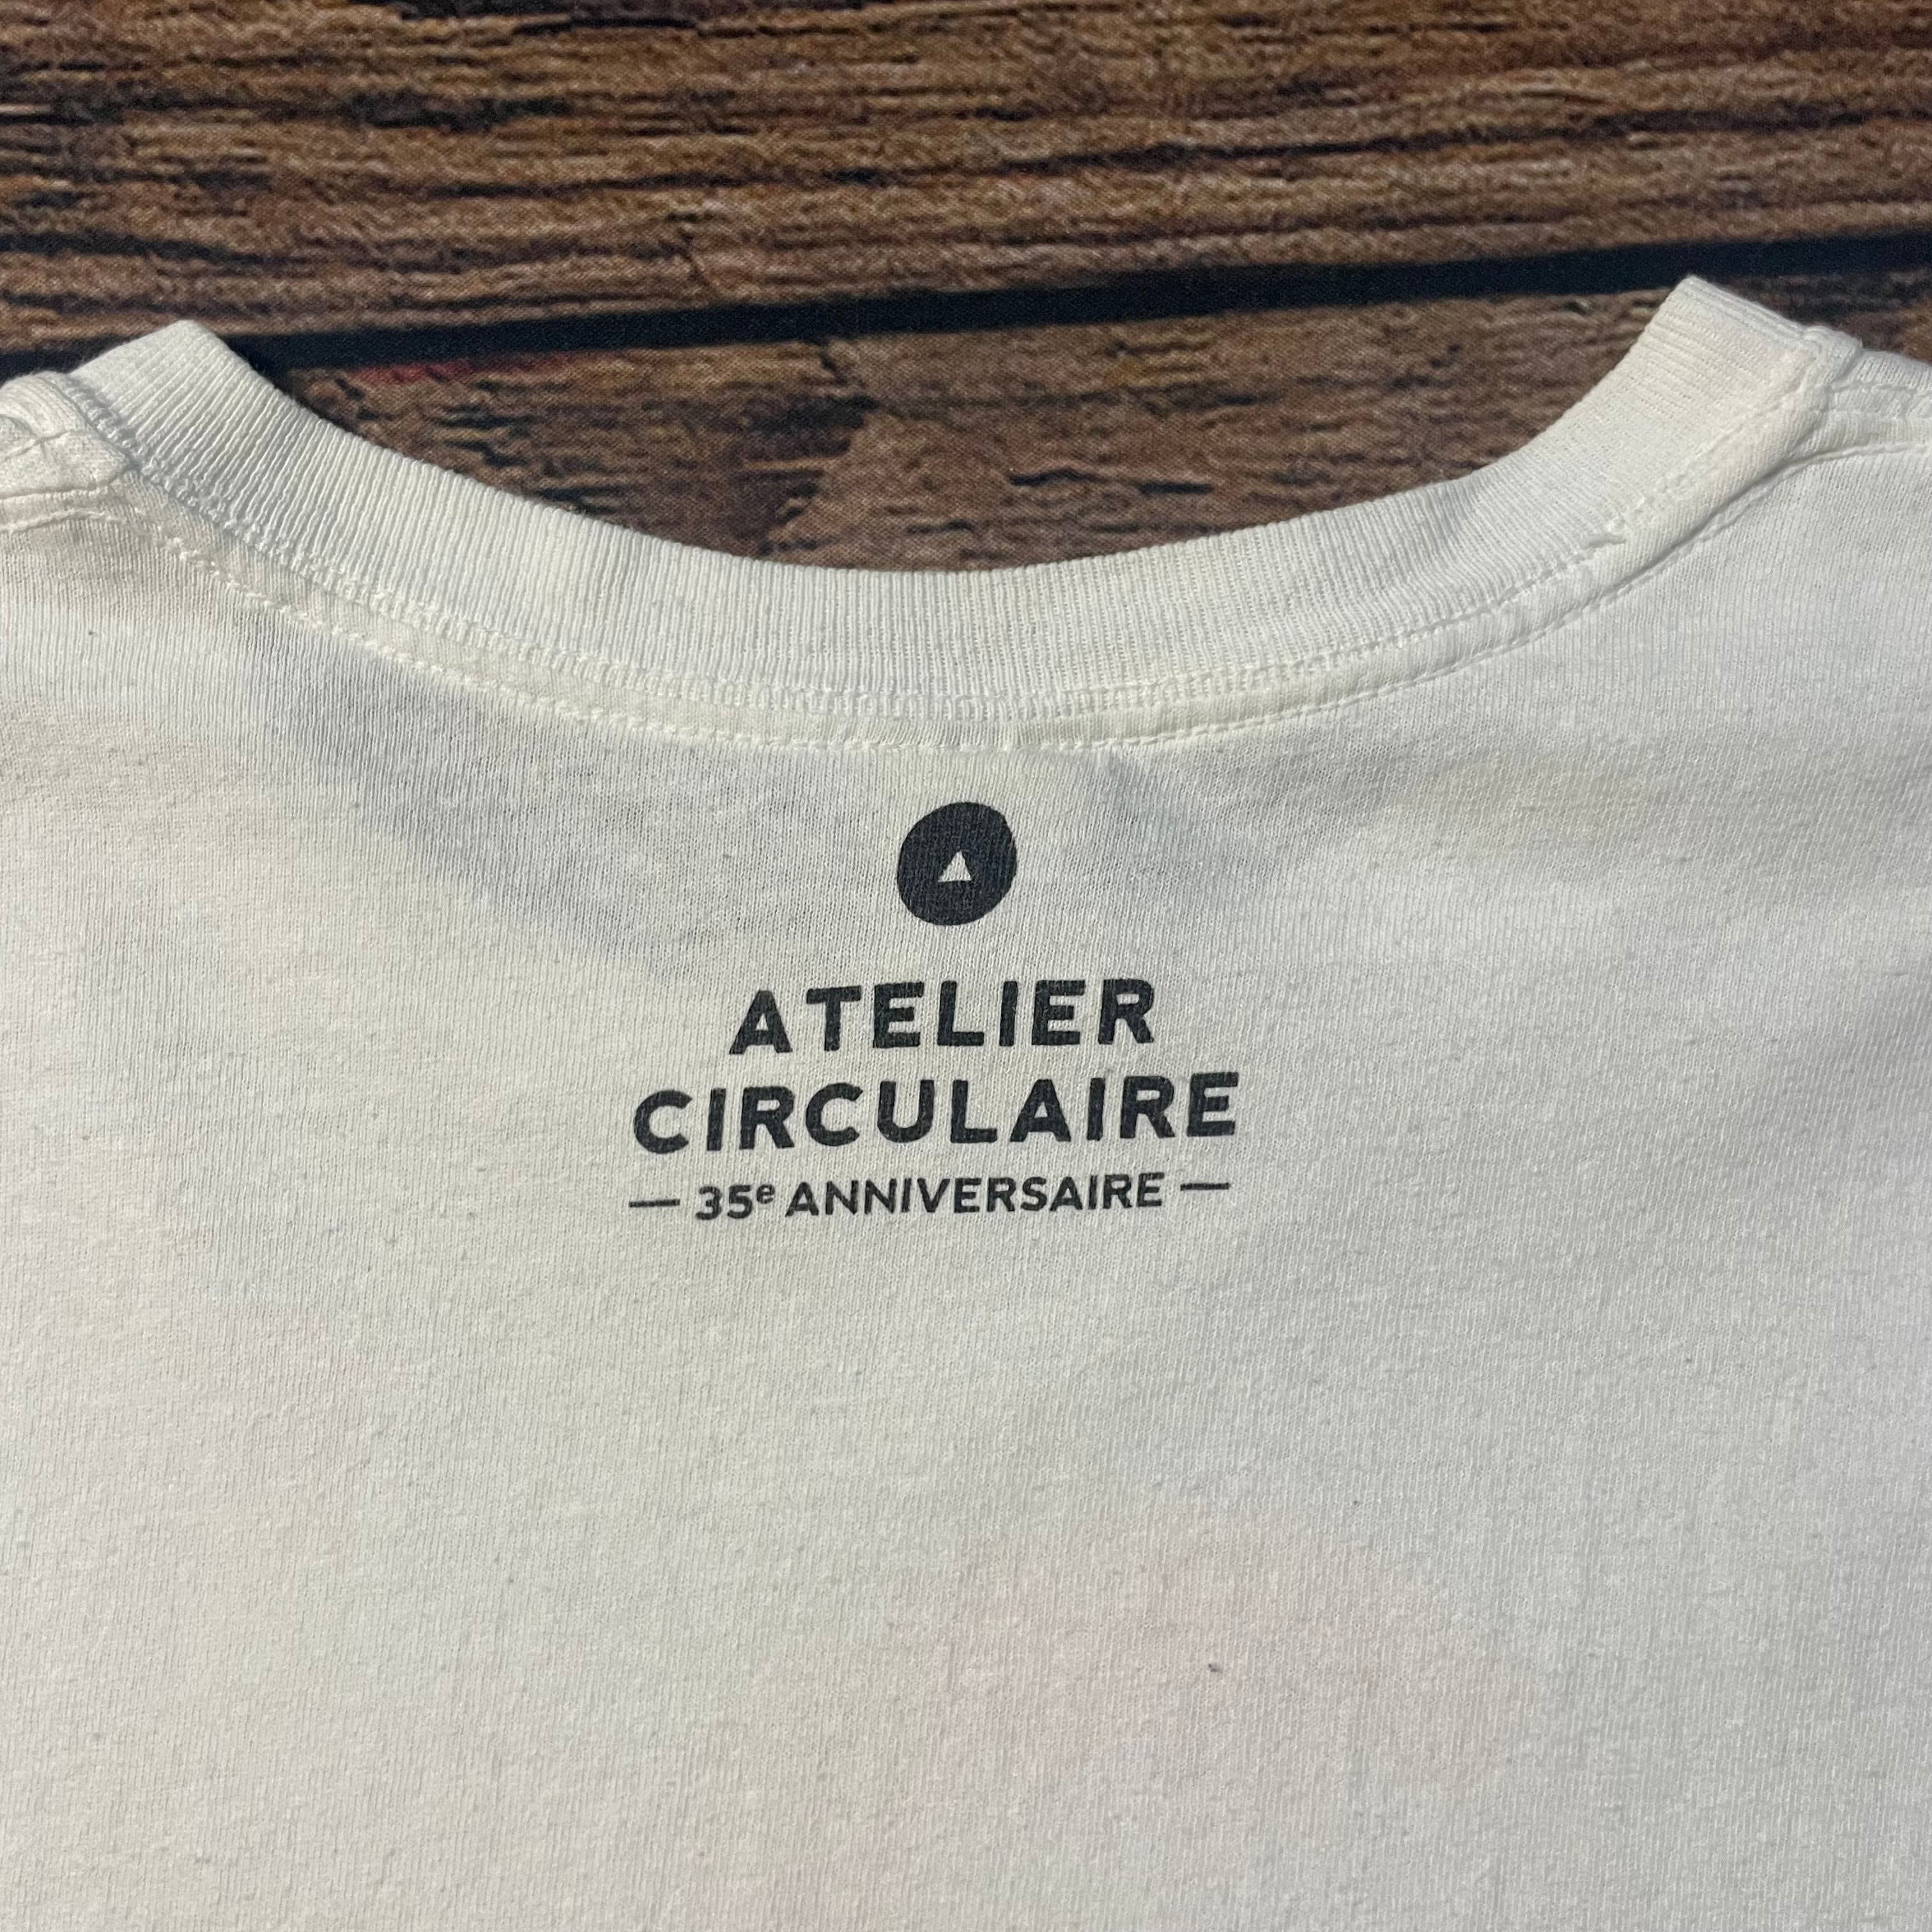 ATELIER
CIRCULAIRE
— 35e ANNIVERSAIRE —